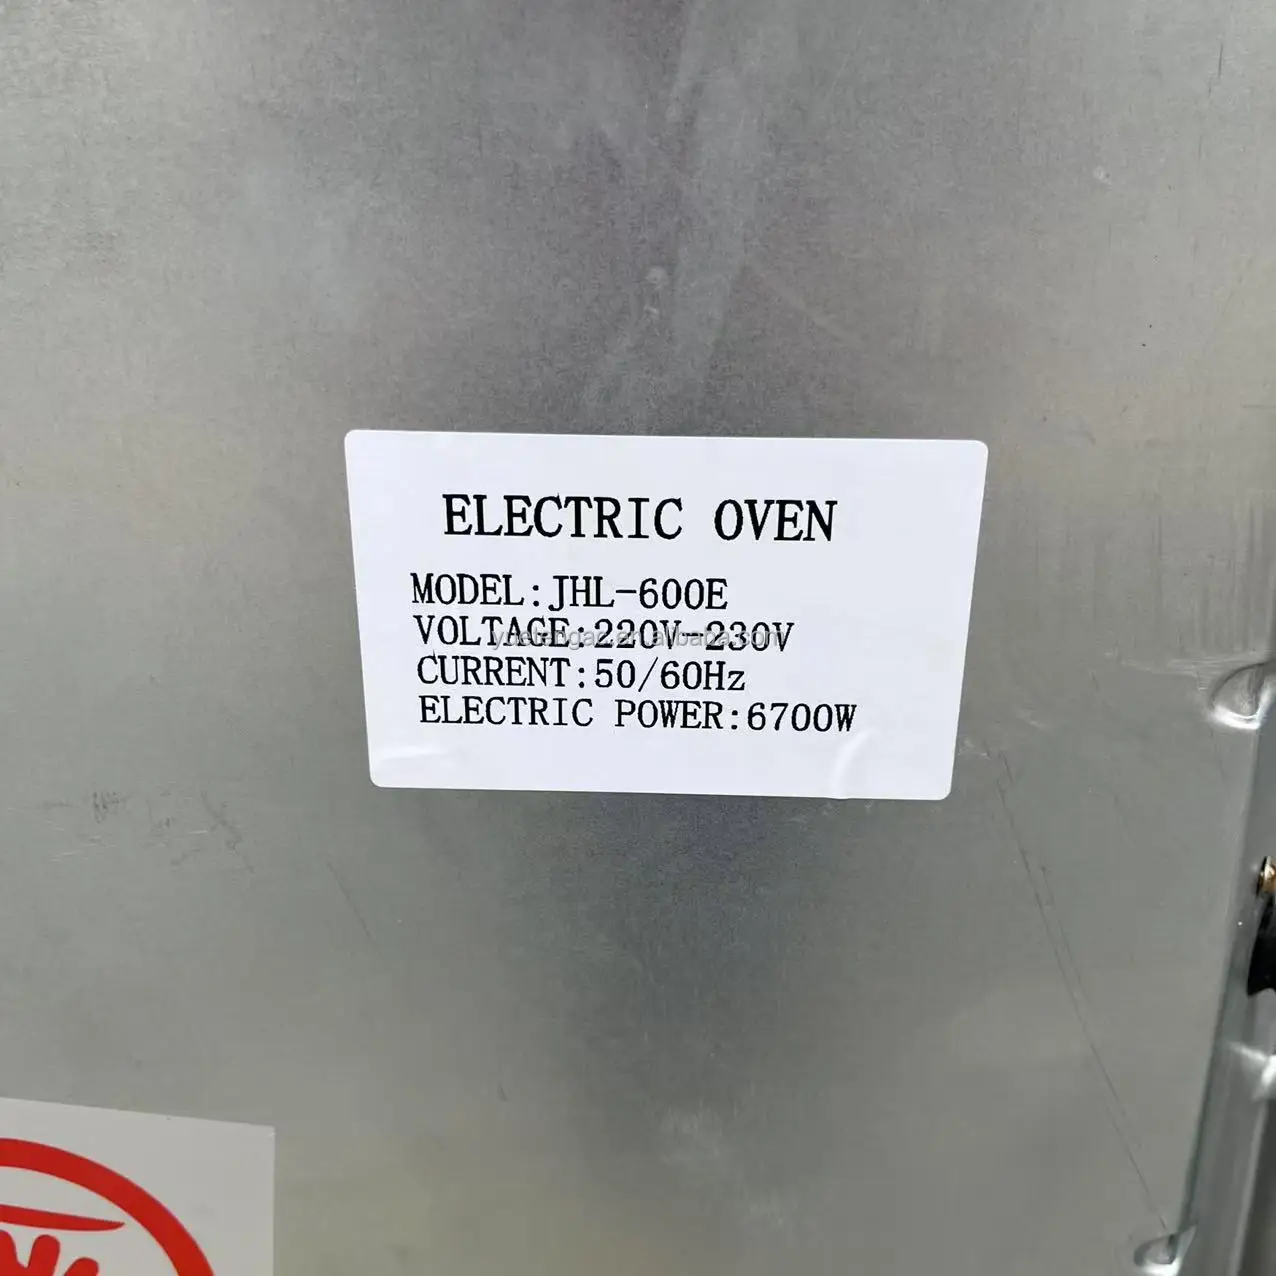 ELECTRIC OVEN
MODEL:JHL-600E
VOLTAGE:220V-230V
CURRENT:50/60Hz
ELECTRIC POWER:6700W